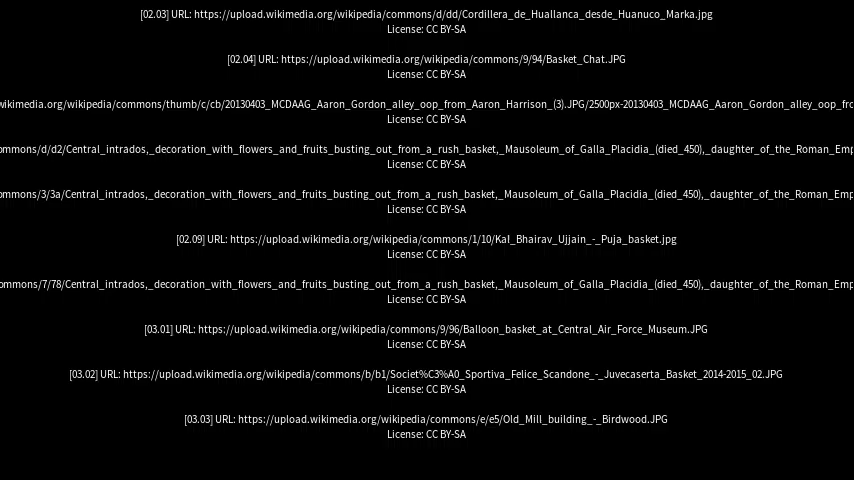 [02.03] URL: https://upload.wikimedia.org/wikipedia/commons/d/dd/Cordillera_de_Huallanca_desde_Huanuco_Marka.jpg
License: CC BY-SA
[02.04] URL: https://upload.wikimedia.org/wikipedia/commons/9/94/Basket_Chat.JPG
License: CC BY-SA
wikimedia.org/wikipedia/commons/thumb/c/cb/20130403_MCDAAG_Aaron_Gordon_alley_oop_from_Aaron_Harrison_(3).JPG/2500px-20130403_MCDAAG_Aaron_Gordon_alley_oop_fro
License: CC BY-SA
ommons/d/d2/Central_intrados,_decoration_with_flowers_and_fruits_busting_out_from_a_rush_basket,_Mausoleum_of_Galla_Placidia_(died_450),_daughter_of_the_Roman_Emp
License: CC BY-SA
ommons/3/3a/Central_intrados,_decoration_with_flowers_and_fruits_busting_out_from_a_rush_basket,_Mausoleum_of_Galla_Placidia_(died_450),_daughter_of_the_Roman_Emp
License: CC BY-SA
[02.09] URL: https://upload.wikimedia.org/wikipedia/commons/1/10/Kal_Bhairav_Ujjain_-_Puja_basket.jpg
License: CC BY-SA
ommons/7/78/Central_intrados,_decoration_with_flowers_and_fruits_busting_out_from_a_rush_basket,_Mausoleum_of_Galla_Placidia_(died_450),_daughter_of_the_Roman_Emp
License: CC BY-SA
[03.01] URL: https://upload.wikimedia.org/wikipedia/commons/9/96/Balloon_basket_at_Central_Air_Force_Museum.JPG
License: CC BY-SA
[03.02] URL: https://upload.wikimedia.org/wikipedia/commons/b/b1/Societ%C3%A0_Sportiva_Felice_Scandone_-_Juvecaserta_Basket_2014-2015_02.JPG
License: CC BY-SA
[03.03] URL: https://upload.wikimedia.org/wikipedia/commons/e/e5/Old_Mill_building_-_Birdwood.JPG
License: CC BY-SA